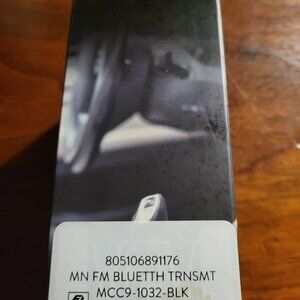 805106891176
MN FM BLUETTH TRNSMT
MCC9-1032-BLK